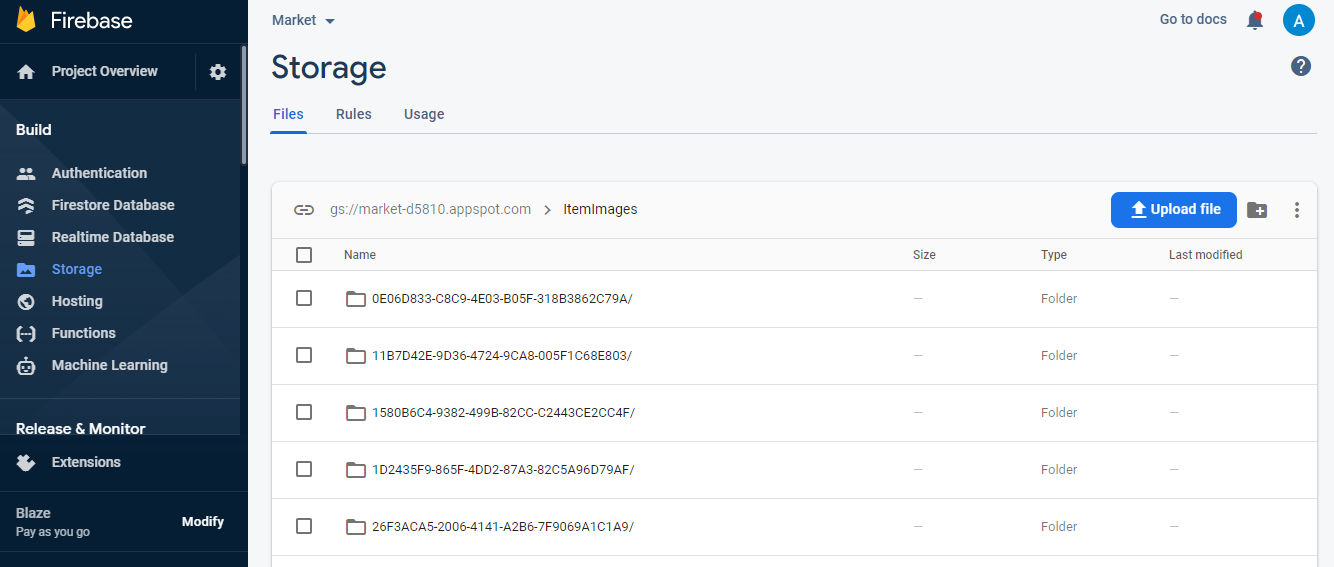 Firebase
Market
Go to docs
A
Project Overview
Storage
?
Files Rules Usage
Build
Authentication
Firestore Database
Realtime Database
Storage
Hosting
Functions
Machine Learning
Release & Monitor
Extensions
Blaze
Pay as you go
Modify
gs://market-d5810.appspot.com > ItemImages
Upload file
Name Size Type Last modified
0E06D833-C8C9-4E03-B05F-318B3862C79A/ — Folder —
11B7D42E-9D36-4724-9CA8-005F1C68E803/ — Folder —
1580B6C4-9382-499B-82CC-C2443CE2CC4F/ — Folder —
1D2435F9-865F-4DD2-87A3-82C5A96D79AF/ — Folder —
26F3ACA5-2006-4141-A2B6-7F9069A1C1A9/ — Folder —